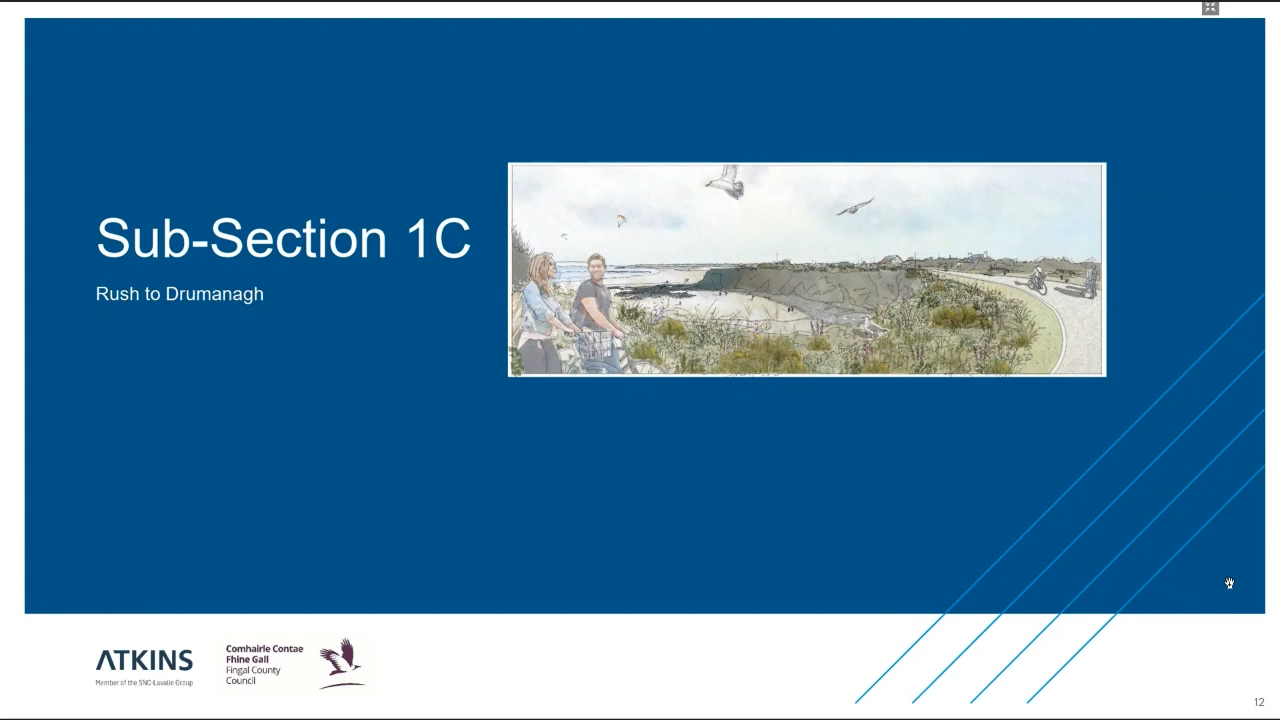 Sub-Section 1C
Rush to Drumanagh
ATKINS
Member of the SNC-Lavalin Group
Comhairle Contae
Fhine Gall
Fingal County
Council
12